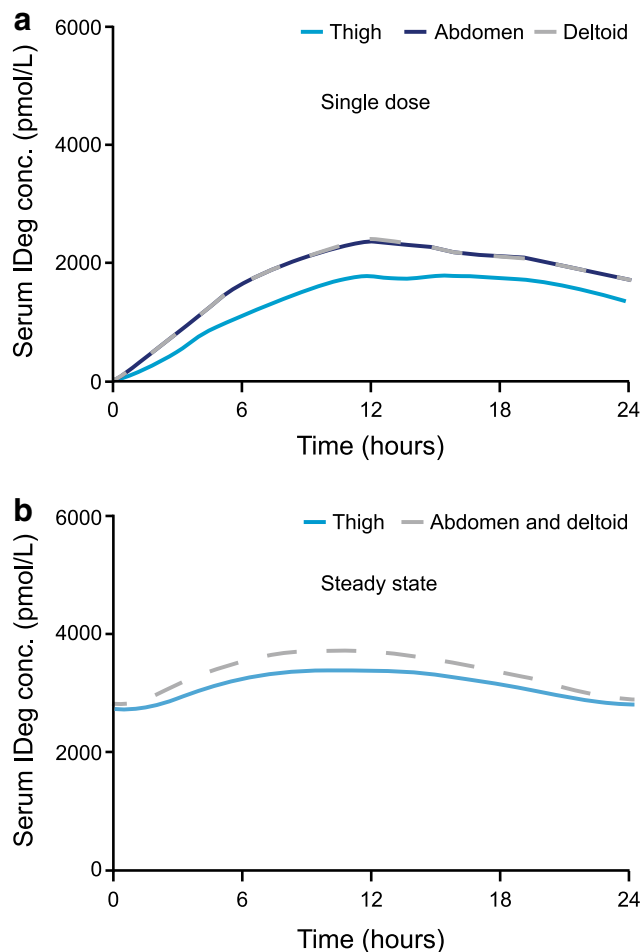 a
Thigh Abdomen Deltoid
Single dose
Serum IDeg conc. (pmol/L)
6000
4000
2000
0
0 6 12 18 24
Time (hours)
b
Thigh Abdomen and deltoid
Steady state
Serum IDeg conc. (pmol/L)
6000
4000
2000
0
0 6 12 18 24
Time (hours)